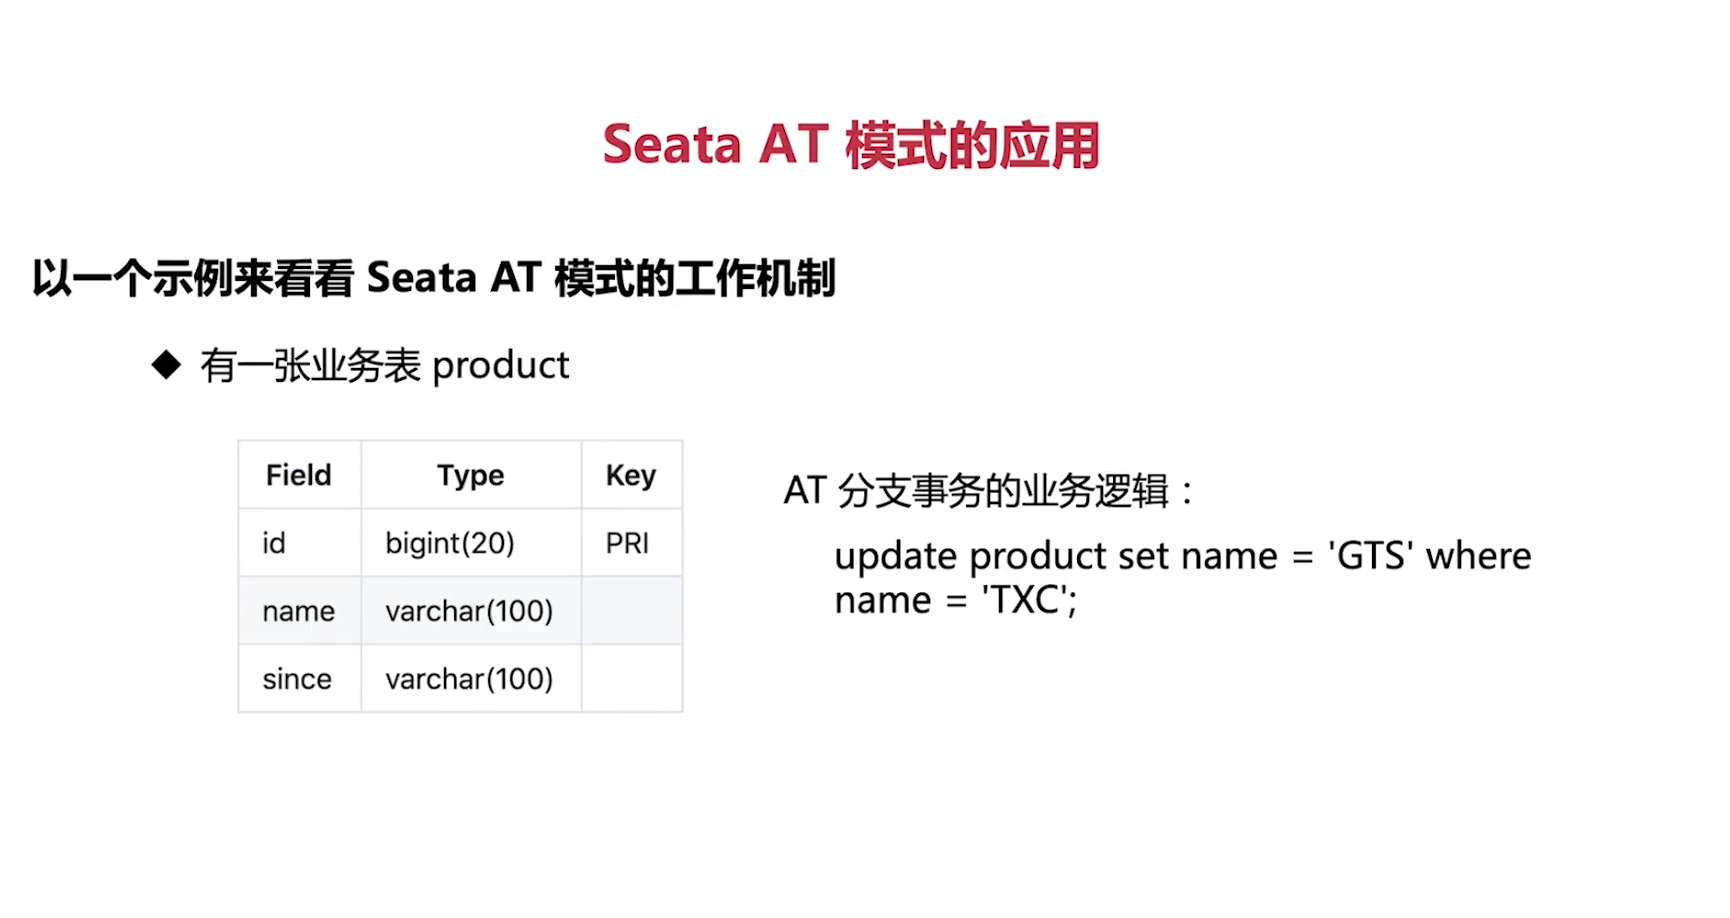 Seata AT 模式的应用
以一个示例来看看 Seata AT 模式的工作机制
◆ 有一张业务表 product
Field Type Key
id bigint(20) PRI
name varchar(100)
since varchar(100)
AT 分支事务的业务逻辑：
update product set name = 'GTS' where
name = 'TXC';